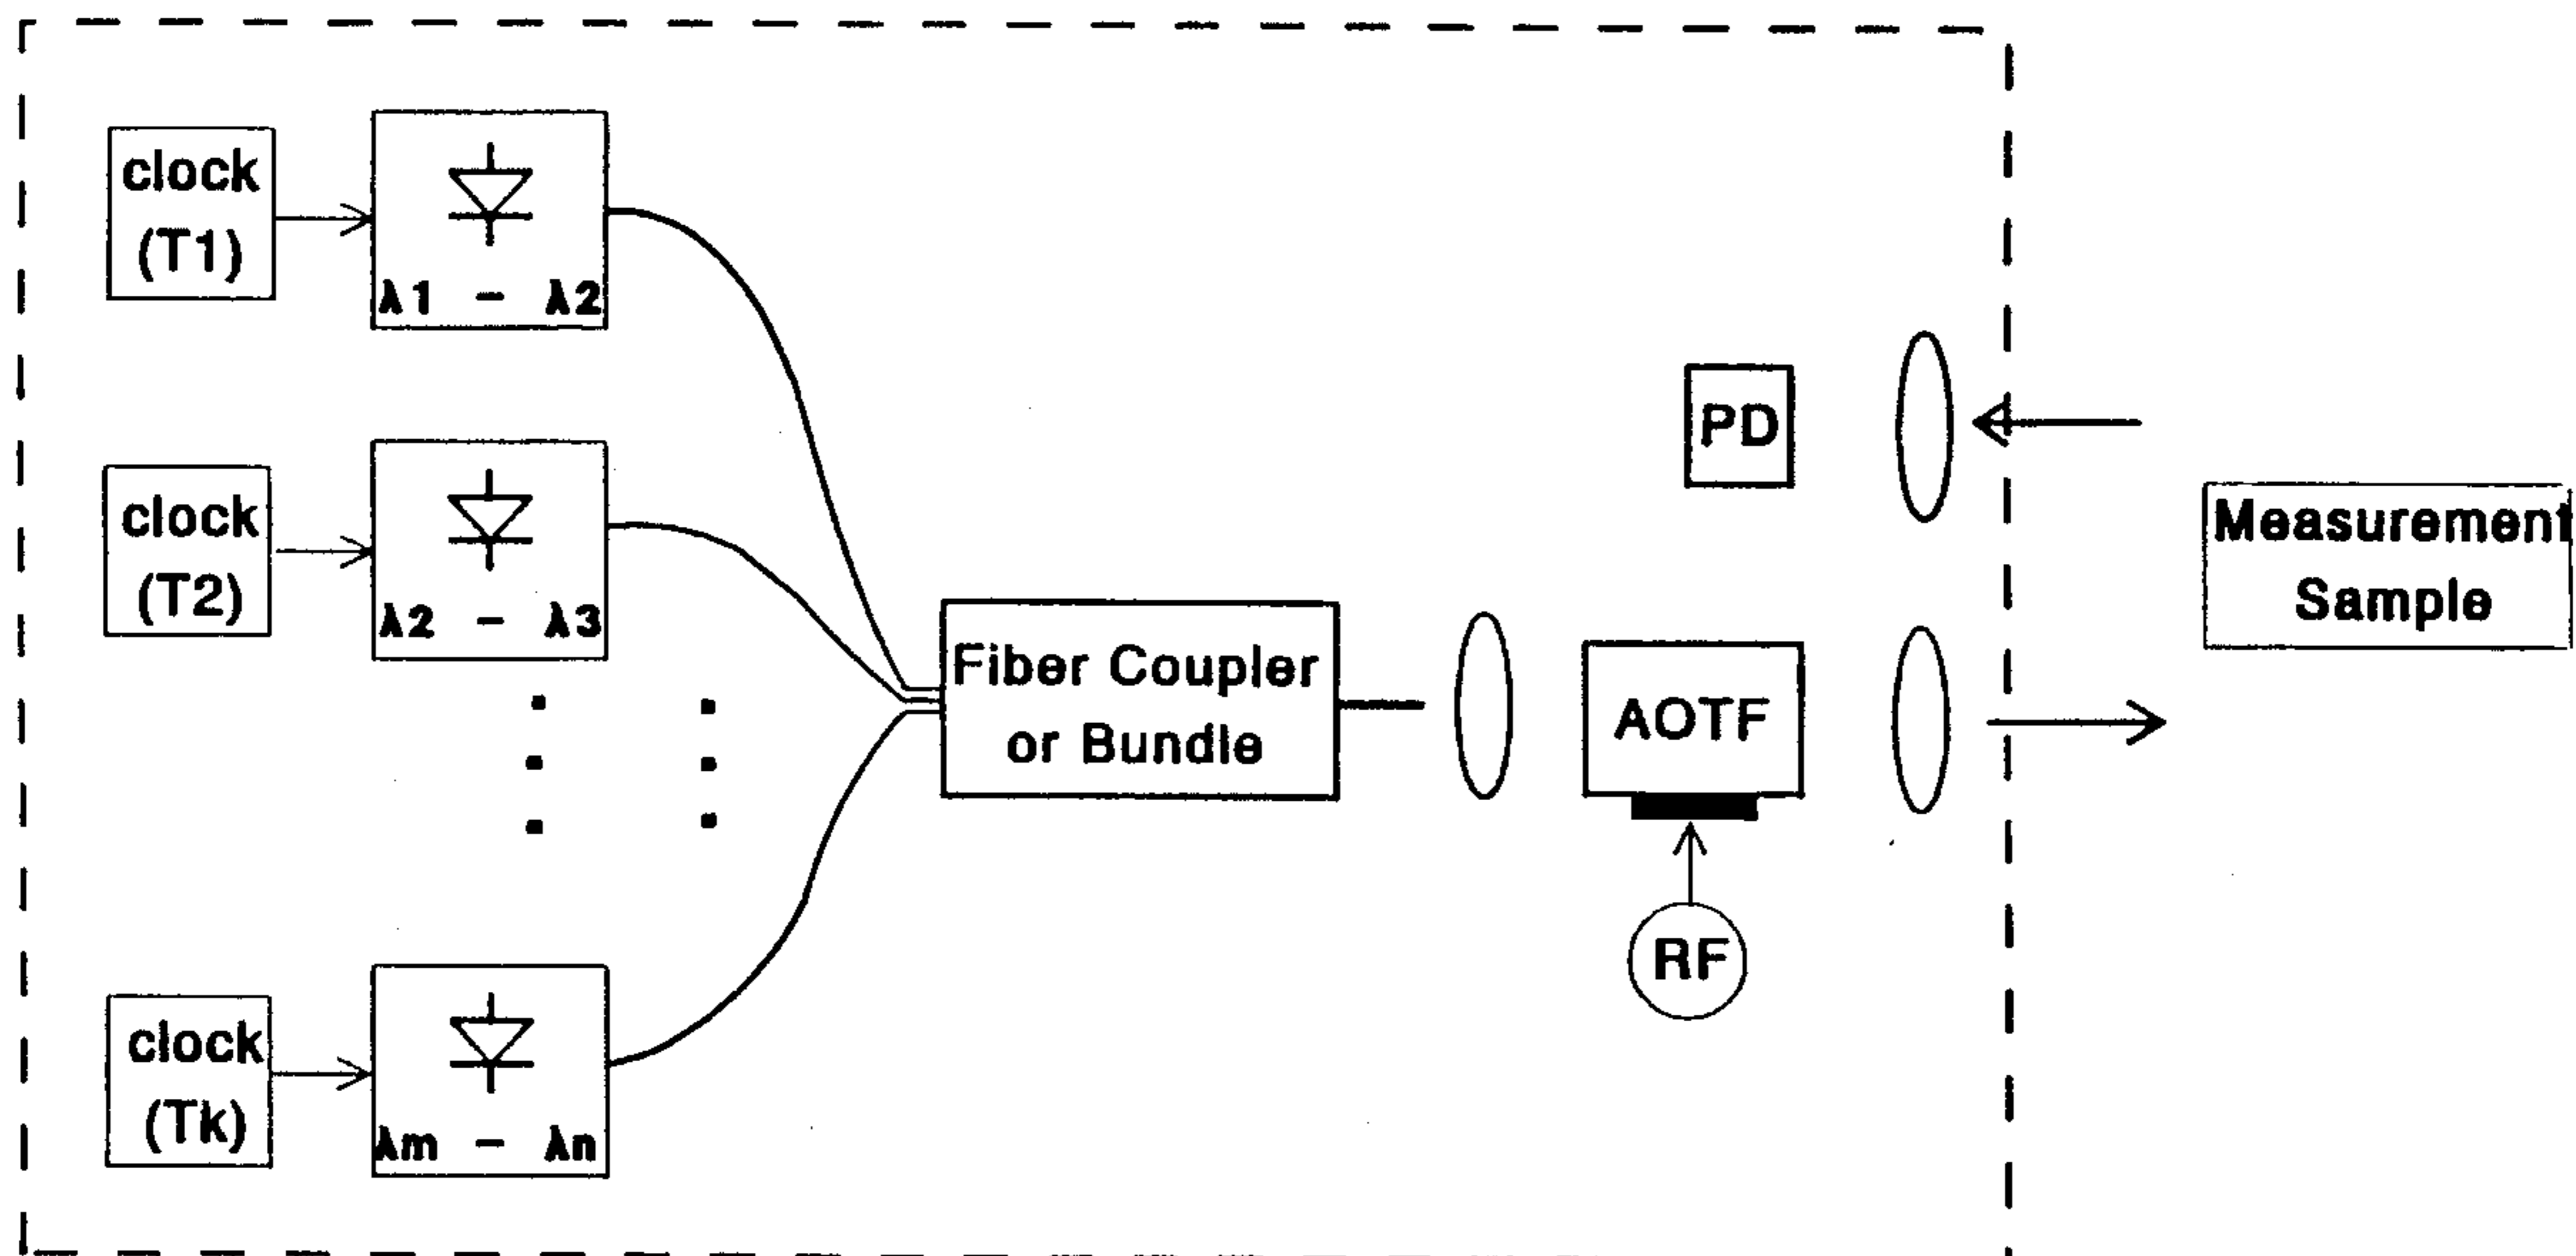 clock
(T1)
λ1 - λ2
clock
(T2)
λ2 - λ3
clock
(Tk)
λm - λn
Fiber Coupler
or Bundle
PD
AOTF
RF
Measurement
Sample